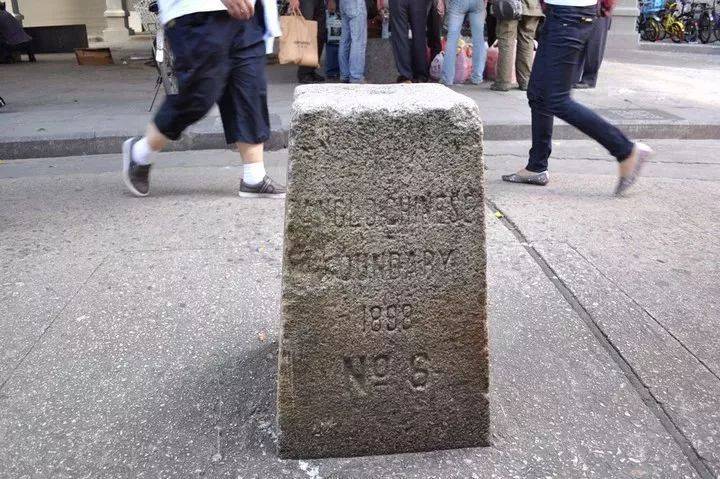 ANGLO-CHINESE
BOUNDARY
1898
Nº 6